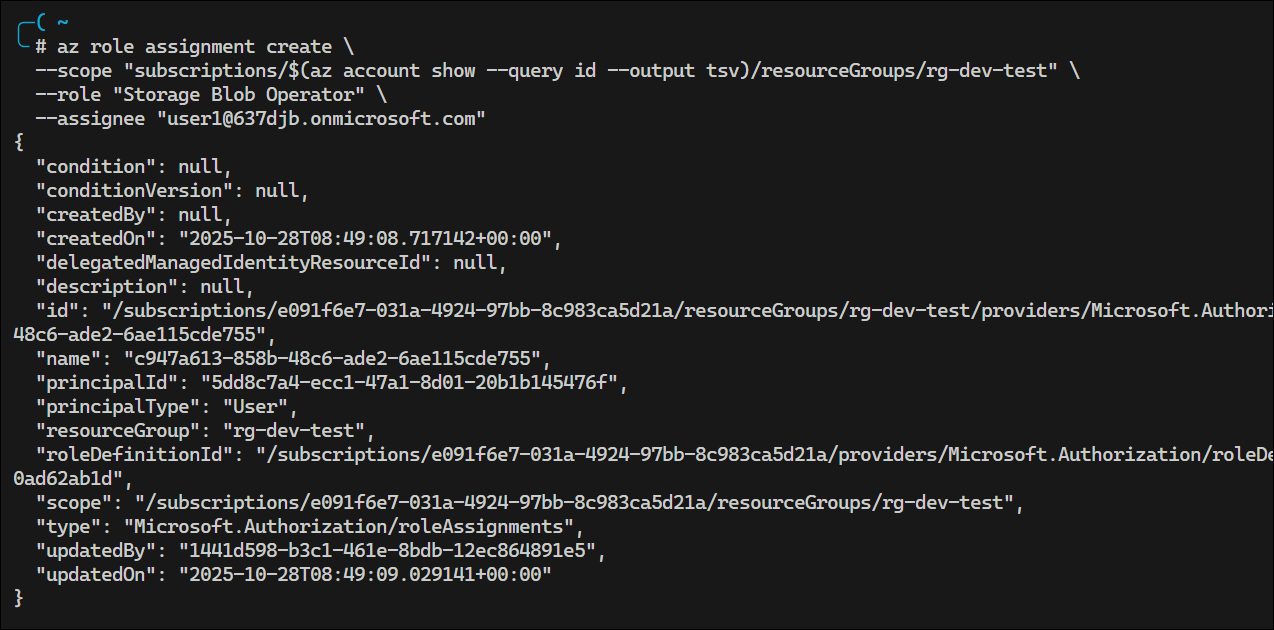 ~
# az role assignment create \
--scope "subscriptions/$(az account show --query id --output tsv)/resourceGroups/rg-dev-test" \
--role "Storage Blob Operator" \
--assignee "user1@637djb.onmicrosoft.com"
{
"condition": null,
"conditionVersion": null,
"createdBy": null,
"createdOn": "2025-10-28T08:49:08.717142+00:00",
"delegatedManagedIdentityResourceId": null,
"description": null,
"id": "/subscriptions/e091f6e7-031a-4924-97bb-8c983ca5d21a/resourceGroups/rg-dev-test/providers/Microsoft.Authori
48c6-ade2-6ae115cde755",
"name": "c947a613-858b-48c6-ade2-6ae115cde755",
"principalId": "5dd8c7a4-ecc1-47a1-8d01-20b1b145476f",
"principalType": "User",
"resourceGroup": "rg-dev-test",
"roleDefinitionId": "/subscriptions/e091f6e7-031a-4924-97bb-8c983ca5d21a/providers/Microsoft.Authorization/roleDe
0ad62ab1d",
"scope": "/subscriptions/e091f6e7-031a-4924-97bb-8c983ca5d21a/resourceGroups/rg-dev-test",
"type": "Microsoft.Authorization/roleAssignments",
"updatedBy": "1441d598-b3c1-461e-8bdb-12ec864891e5",
"updatedOn": "2025-10-28T08:49:09.029141+00:00"
}